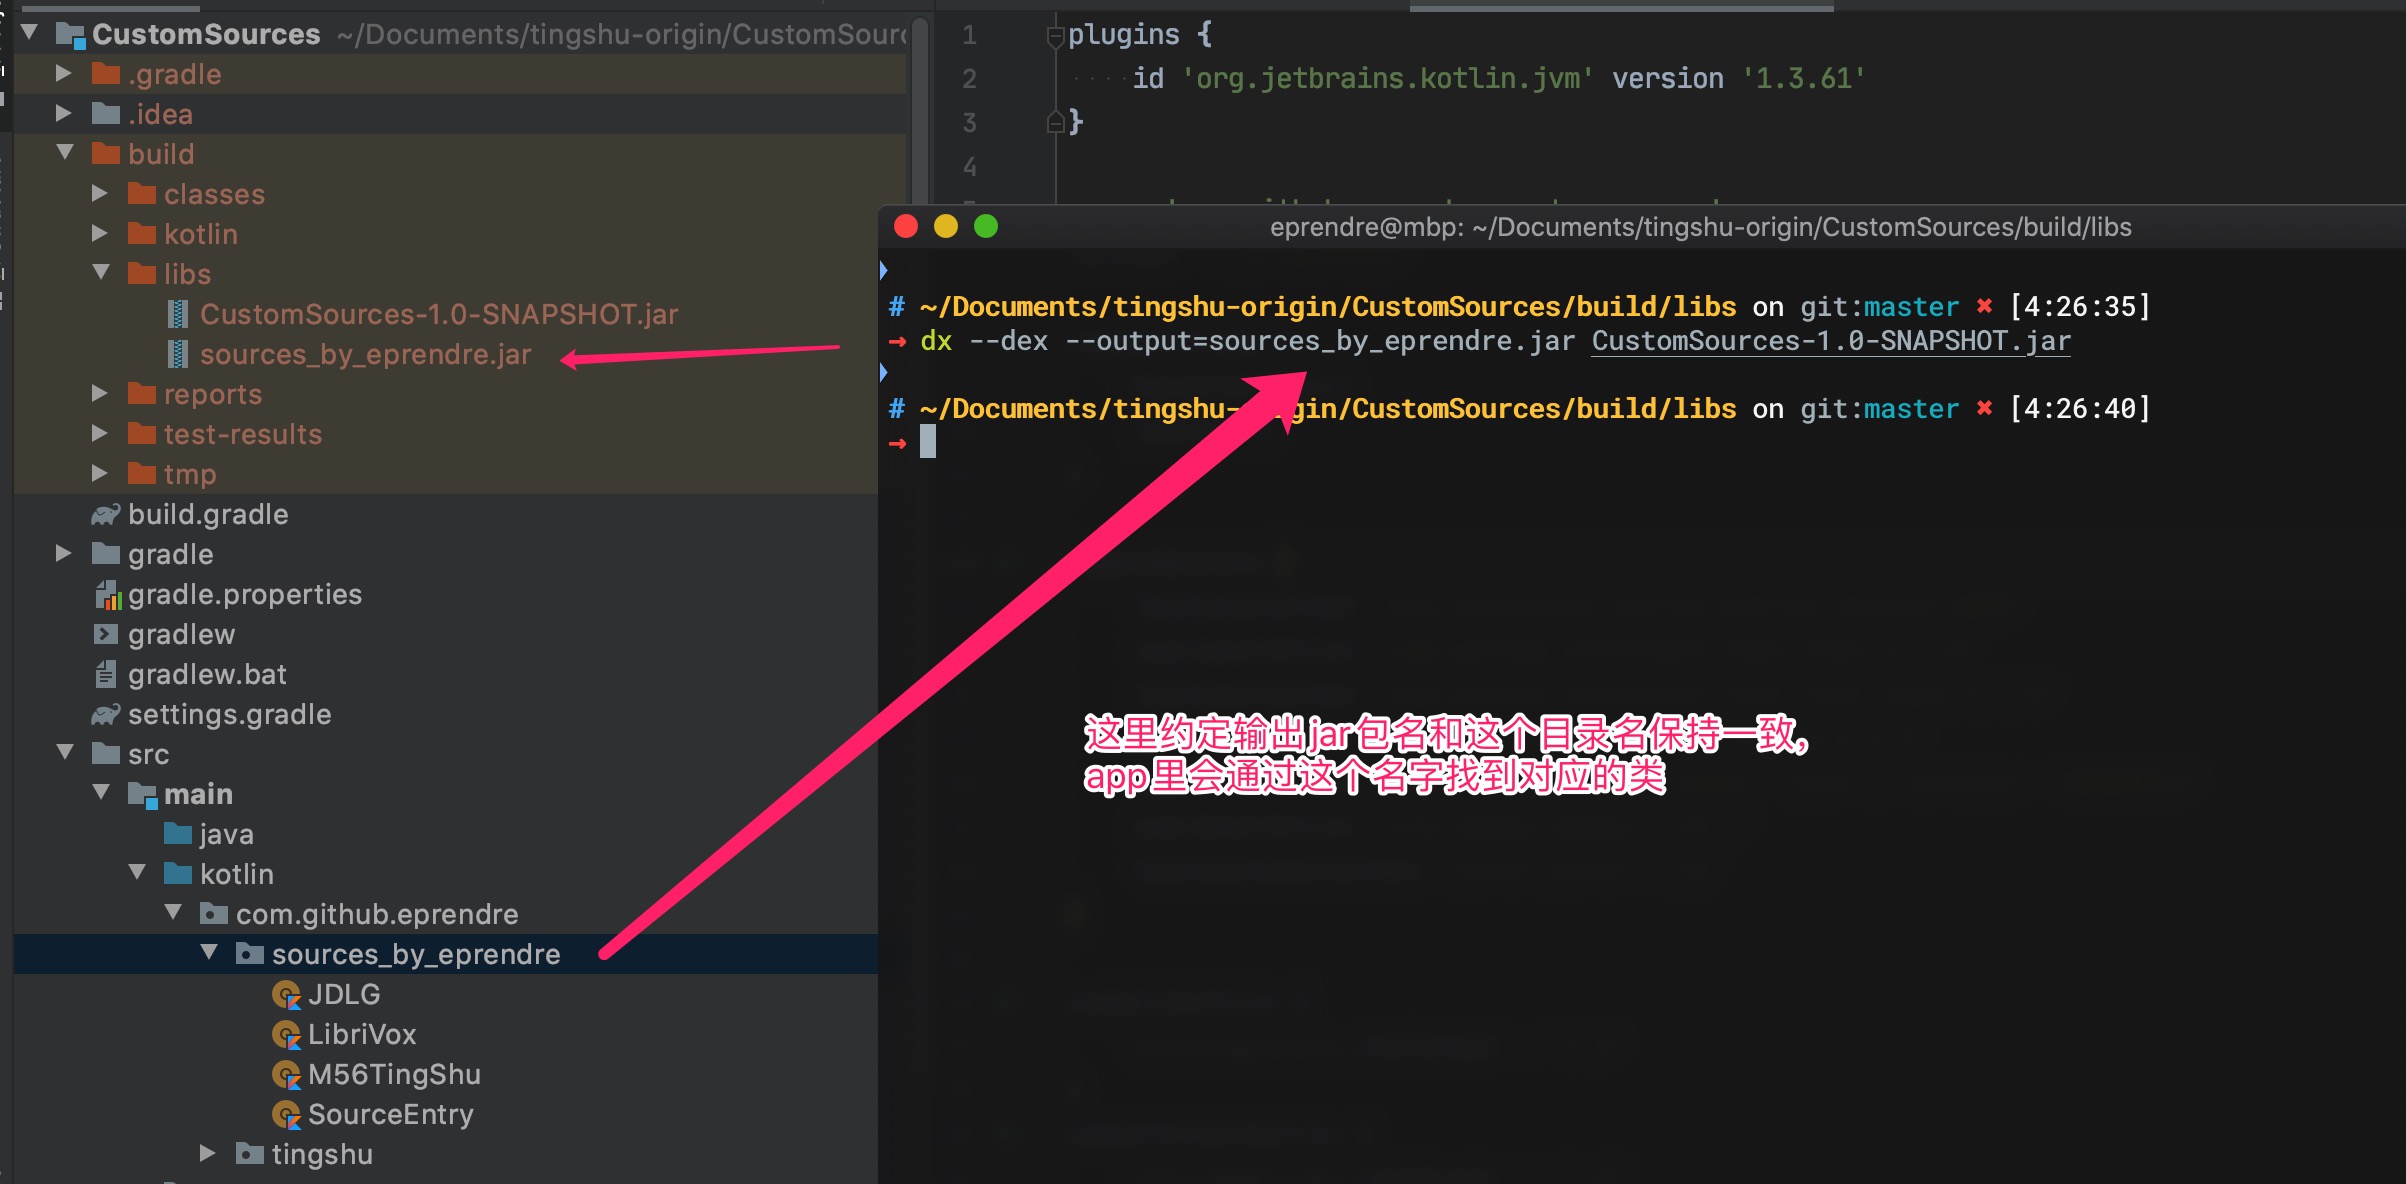 CustomSources ~/Documents/tingshu-origin/CustomSour
.gradle
.idea
build
classes
kotlin
libs
CustomSources-1.0-SNAPSHOT.jar
sources_by_eprendre.jar
reports
test-results
tmp
build.gradle
gradle
gradle.properties
gradlew
gradlew.bat
settings.gradle
src
main
java
kotlin
com.github.eprendre
sources_by_eprendre
JDLG
LibriVox
M56TingShu
SourceEntry
tingshu
1 plugins {
2 id 'org.jetbrains.kotlin.jvm' version '1.3.61'
3 }
4
eprendre@mbp: ~/Documents/tingshu-origin/CustomSources/build/libs
# ~/Documents/tingshu-origin/CustomSources/build/libs on git:master ✖ [4:26:35]
→ dx --dex --output=sources_by_eprendre.jar CustomSources-1.0-SNAPSHOT.jar
# ~/Documents/tingshu-origin/CustomSources/build/libs on git:master ✖ [4:26:40]
→
这里约定输出jar包名和这个目录名保持一致，
app里会通过这个名字找到对应的类